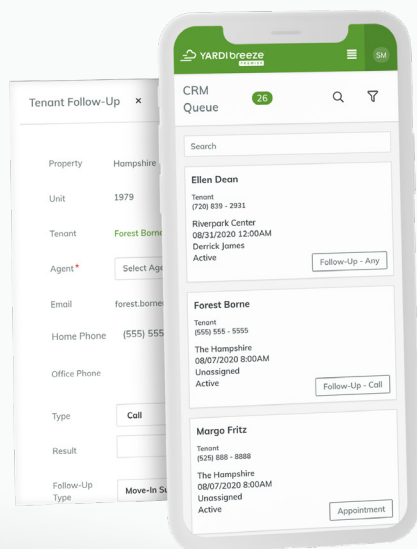 Tenant Follow-Up ×
Property Hampshire
Unit 1979
Tenant Forest Borne
Agent* Select Age
Email forest.borne
Home Phone (555) 555
Office Phone
Type Call
Result
Follow-Up
Type Move-In Su
YARDI breeze
PREMIER
SM
CRM
Queue
26
Search
Ellen Dean
Tenant
(720) 839 - 2931
Riverpark Center
08/31/2020 12:00AM
Derrick James
Active
Follow-Up - Any
Forest Borne
Tenant
(555) 555 - 5555
The Hampshire
08/07/2020 8:00AM
Unassigned
Active
Follow-Up - Call
Margo Fritz
Tenant
(525) 888 - 8888
The Hampshire
08/07/2020 8:00AM
Unassigned
Active
Appointment